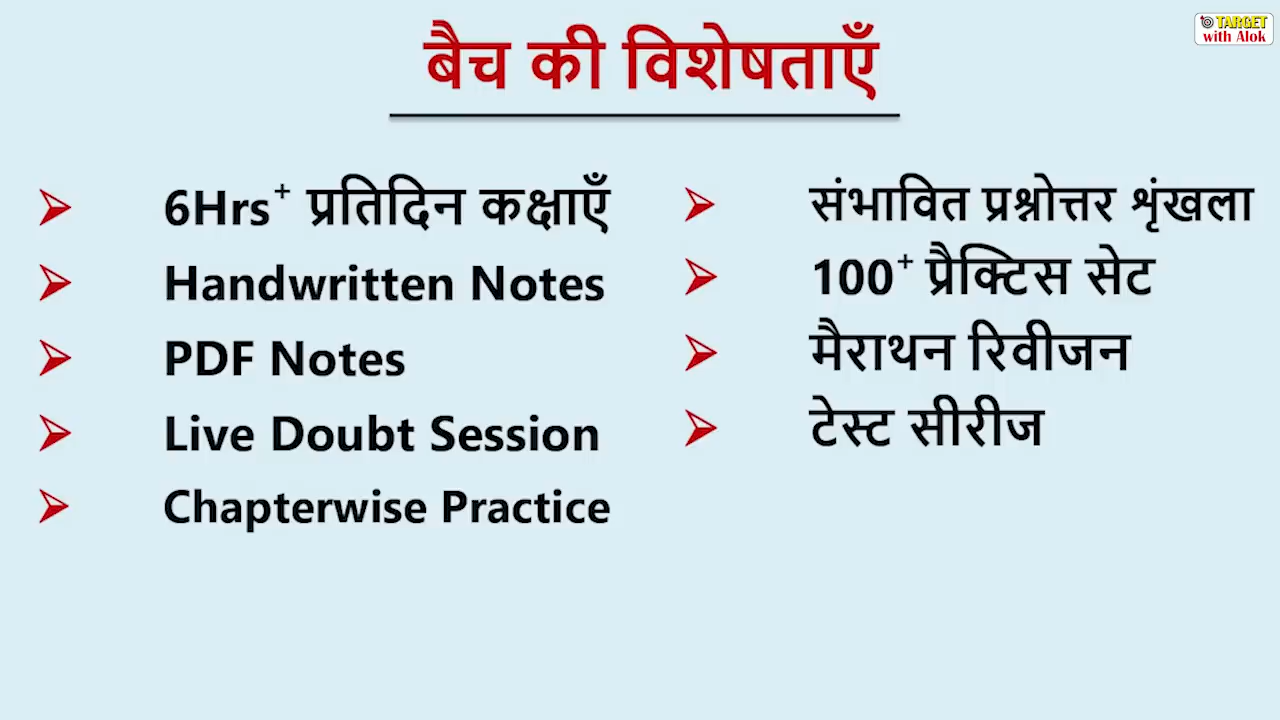 TARGET
with Alok
बैच की विशेषताएँ
6Hrs+ प्रतिदिन कक्षाएँ
Handwritten Notes
PDF Notes
Live Doubt Session
Chapterwise Practice
संभावित प्रश्नोत्तर शृंखला
100+ प्रैक्टिस सेट
मैराथन रिवीजन
टेस्ट सीरीज